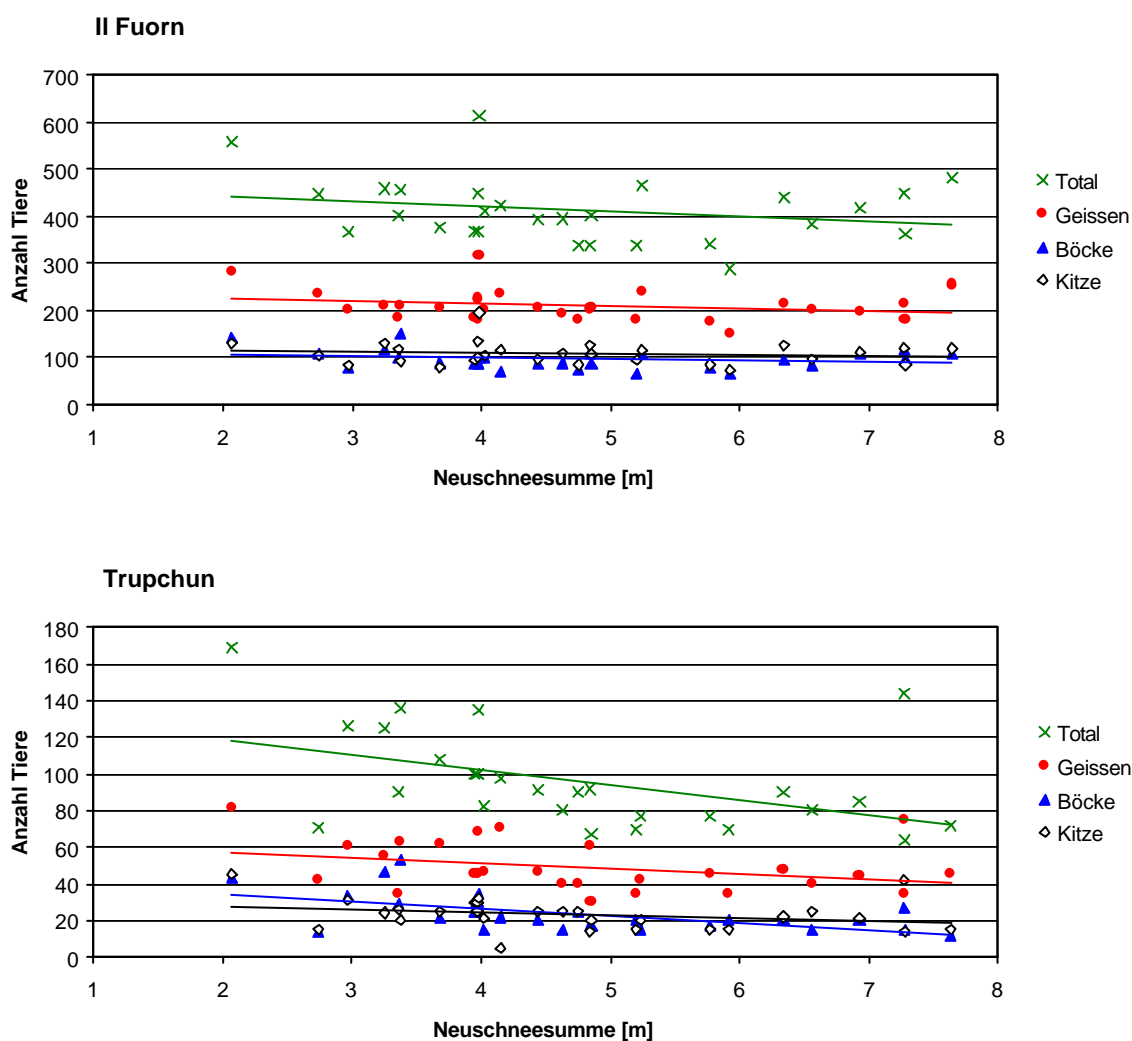 Il Fuorn
700
600
500
400
300
200
100
0
Anzahl Tiere
1 2 3 4 5 6 7 8
Neuschneesumme [m]
Total
Geissen
Böcke
Kitze
Trupchun
180
160
140
120
100
80
60
40
20
0
Anzahl Tiere
1 2 3 4 5 6 7 8
Neuschneesumme [m]
Total
Geissen
Böcke
Kitze